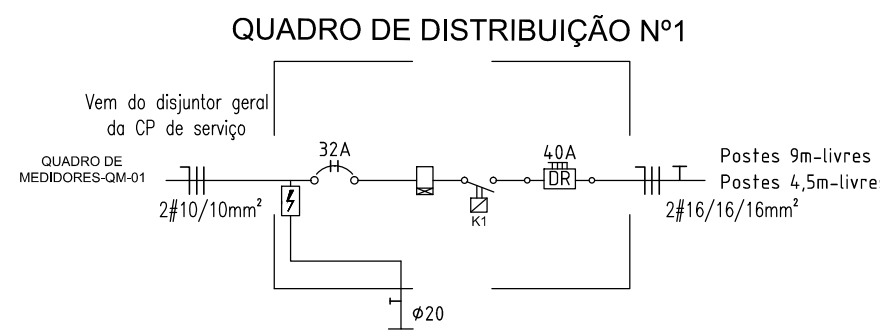 QUADRO DE DISTRIBUIÇÃO Nº1
Vem do disjuntor geral
da CP de serviço
QUADRO DE
MEDIDORES-QM-01
2#10/10mm²
32A
K1
40A
DR
Postes 9m-livres
Postes 4,5m-livre
2#16/16/16mm²
ø20